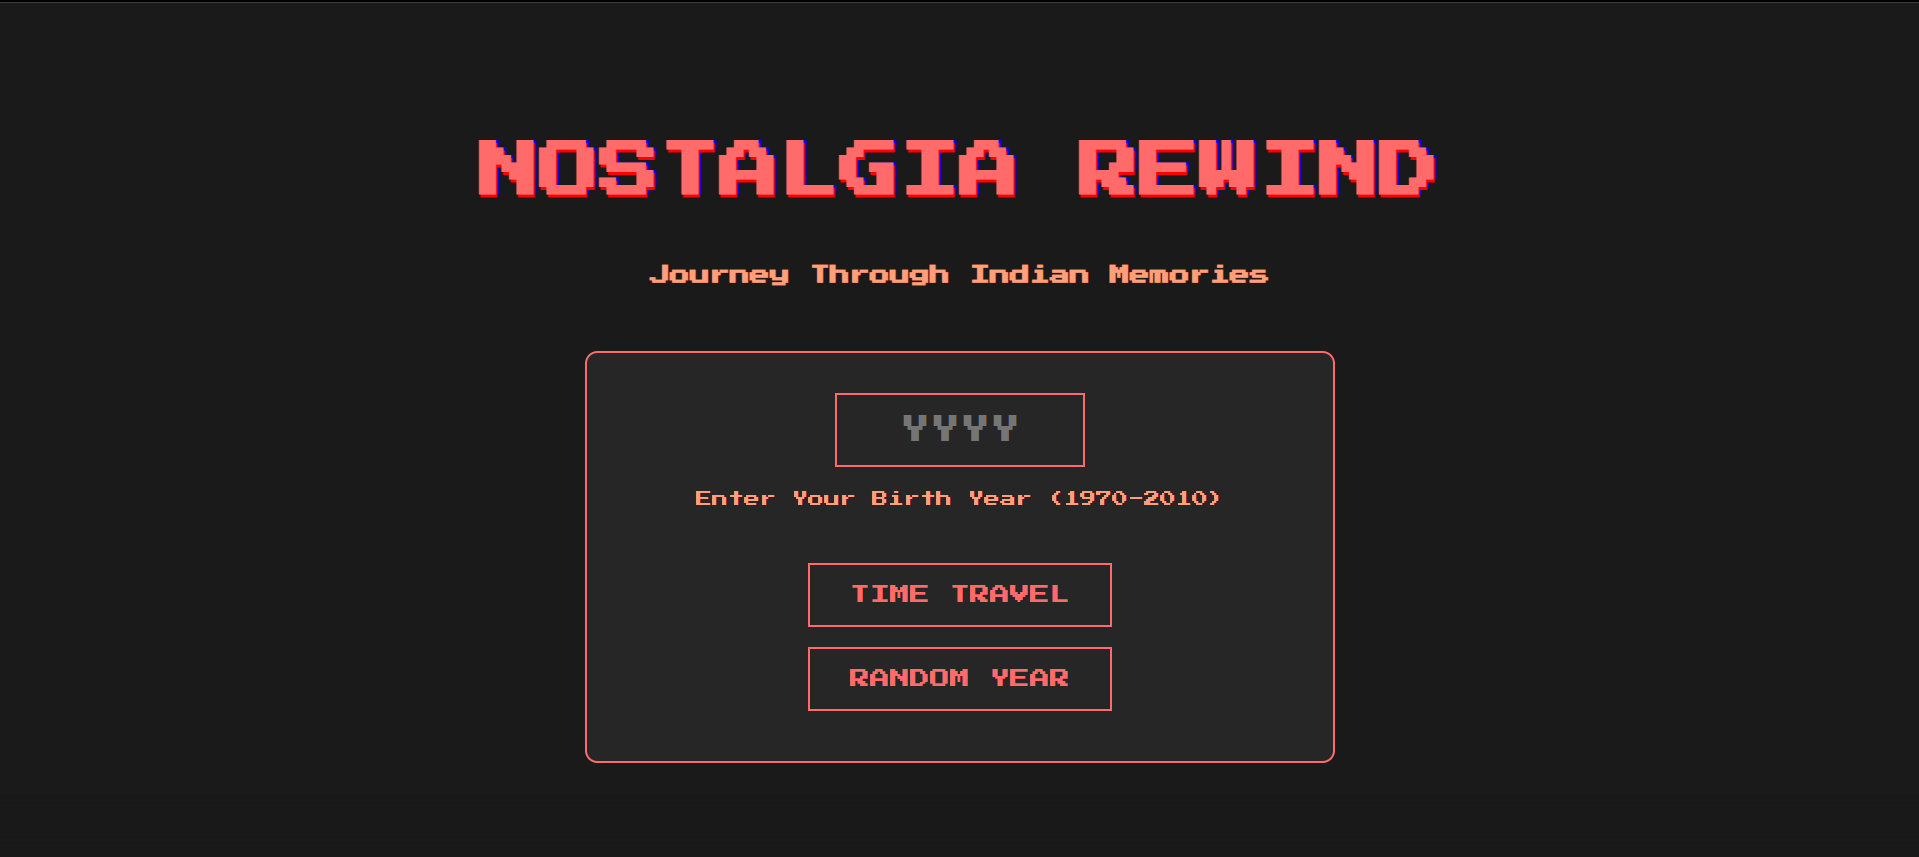 NOSTALGIA REWIND
Journey Through Indian Memories
YYYY
Enter Your Birth Year (1970-2010)
TIME TRAVEL
RANDOM YEAR